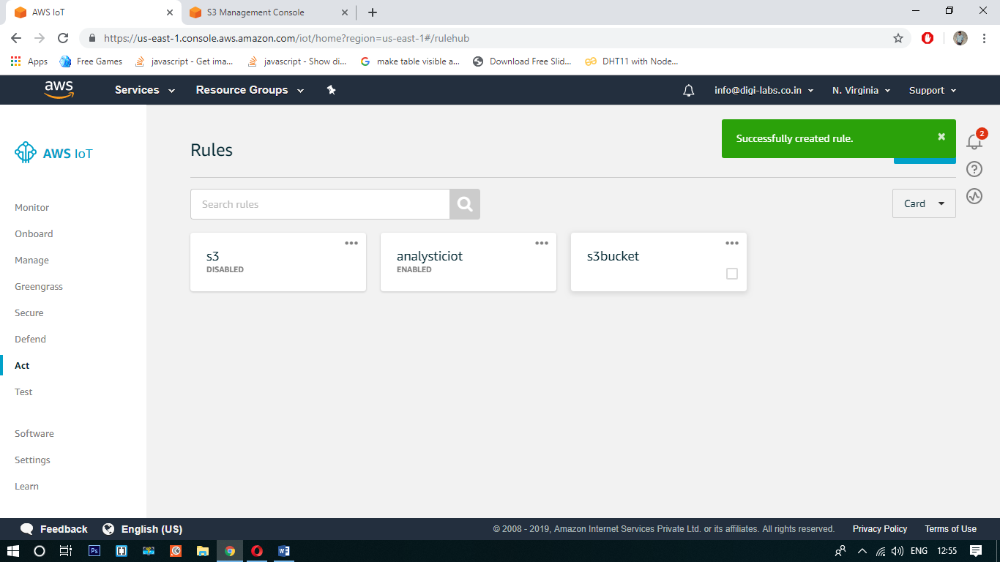 AWS IoT
S3 Management Console
https://us-east-1.console.aws.amazon.com/iot/home?region=us-east-1#/rulehub
Apps
Free Games
javascript - Get ima...
javascript - Show di...
make table visible a...
Download Free Slid...
DHT11 with Node...
aws
Services
Resource Groups
info@digi-labs.co.in
N. Virginia
Support
AWS IoT
Monitor
Onboard
Manage
Greengrass
Secure
Defend
Act
Test
Software
Settings
Learn
Rules
Successfully created rule.
2
Search rules
Card
s3
DISABLED
analysticiot
ENABLED
s3bucket
Feedback
English (US)
© 2008 - 2019, Amazon Internet Services Private Ltd. or its affiliates. All rights reserved.
Privacy Policy
Terms of Use
Ps
ENG
12:55